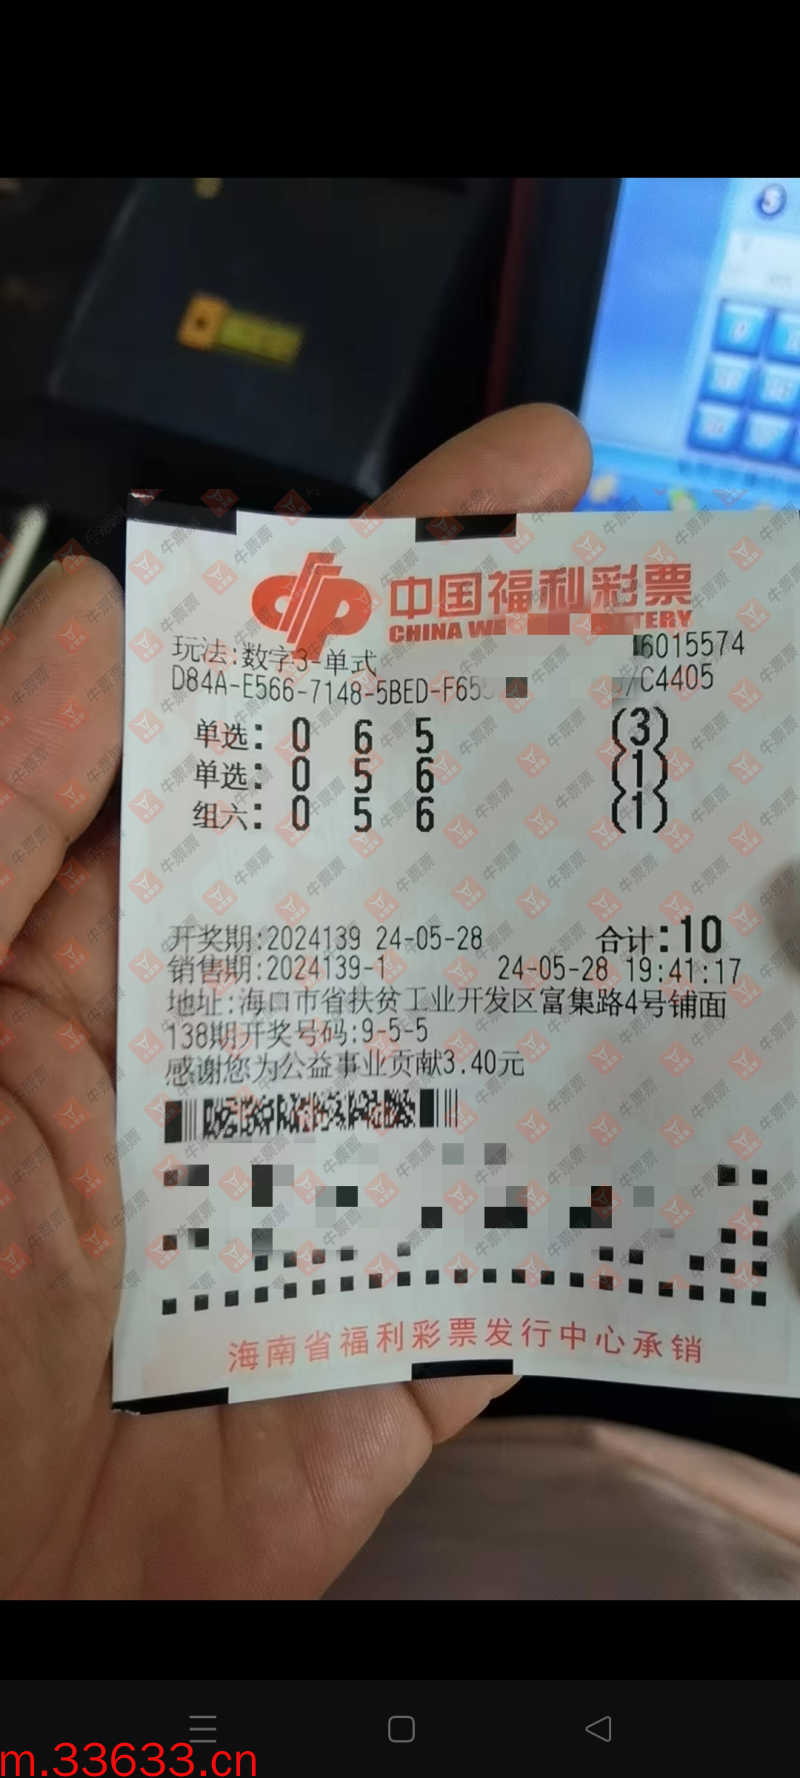 中国福利彩票
CHINA WE TERY
玩法:数字3-单式
6015574
D84A-E566-7148-5BED-F65
/C4405
单选: 0 6 5 (3)
单选: 0 5 6 (1)
组六: 0 5 6 (1)
开奖期:2024139 24-05-28 合计:10
销售期:2024139-1 24-05-28 19:41:17
地址:海口市省扶贫工业开发区富集路4号铺面
138期开奖号码:9-5-5
感谢您为公益事业贡献3.40元
海南省福利彩票发行中心承销
牛票票
m.33633.cn